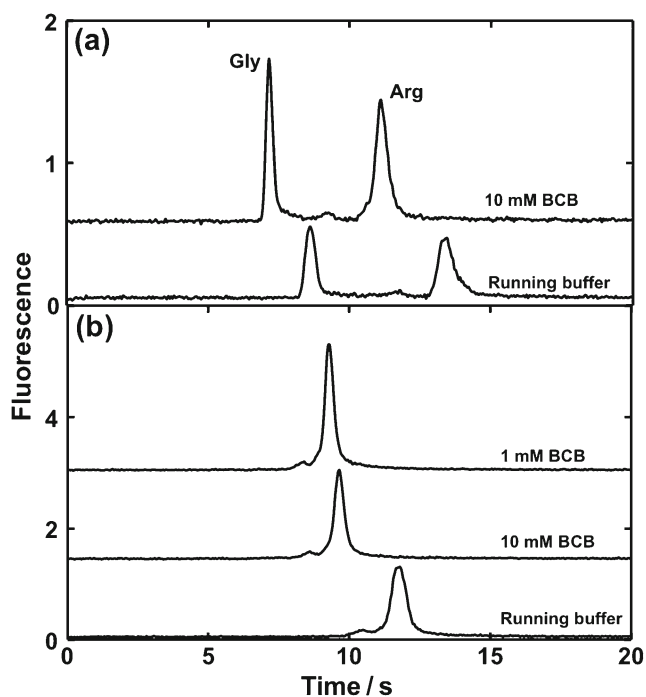 2
(a)
Gly
Arg
1
10 mM BCB
Running buffer
0
(b)
Fluorescence
4
1 mM BCB
2
10 mM BCB
Running buffer
0
0 5 10 15 20
Time / s